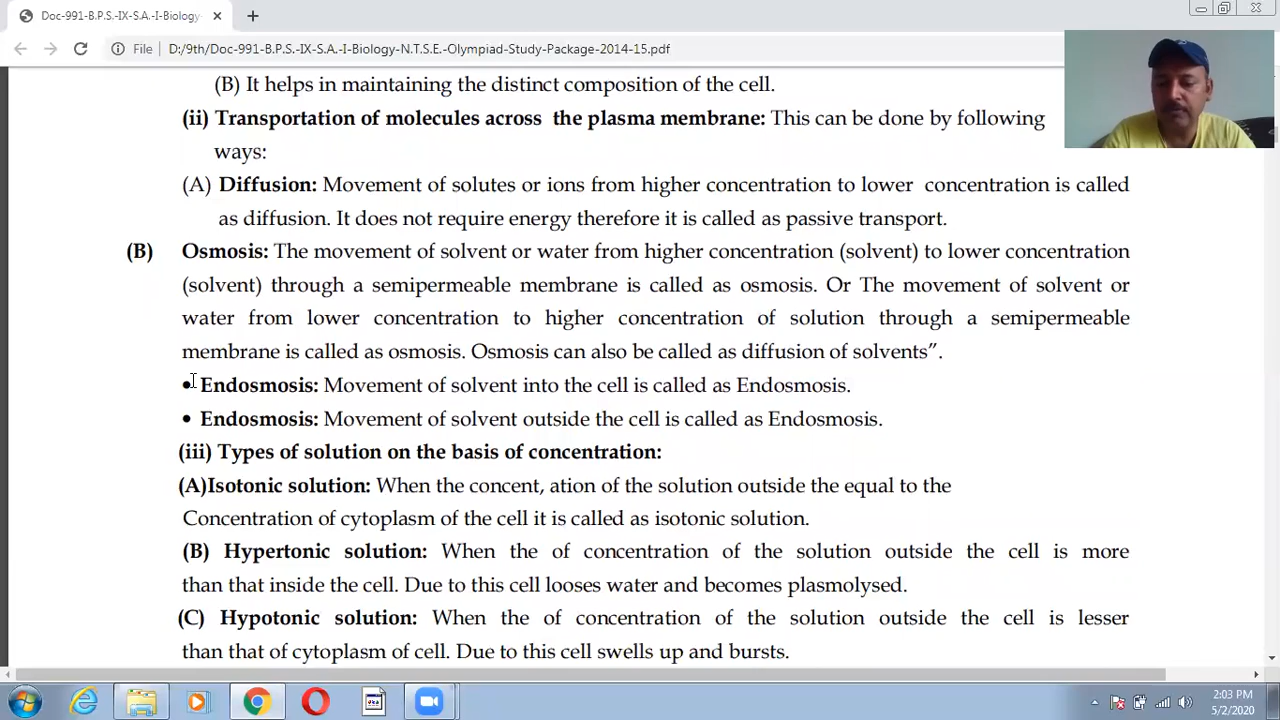 Doc-991-B.P.S.-IX-S.A.-I-Biology-
File D:/9th/Doc-991-B.P.S.-IX-S.A.-I-Biology-N.T.S.E.-Olympiad-Study-Package-2014-15.pdf
(B) It helps in maintaining the distinct composition of the cell.
(ii) Transportation of molecules across the plasma membrane: This can be done by following
ways:
(A) Diffusion: Movement of solutes or ions from higher concentration to lower concentration is called
as diffusion. It does not require energy therefore it is called as passive transport.
(B) Osmosis: The movement of solvent or water from higher concentration (solvent) to lower concentration
(solvent) through a semipermeable membrane is called as osmosis. Or The movement of solvent or
water from lower concentration to higher concentration of solution through a semipermeable
membrane is called as osmosis. Osmosis can also be called as diffusion of solvents”.
• Endosmosis: Movement of solvent into the cell is called as Endosmosis.
• Endosmosis: Movement of solvent outside the cell is called as Endosmosis.
(iii) Types of solution on the basis of concentration:
(A)Isotonic solution: When the concent, ation of the solution outside the equal to the
Concentration of cytoplasm of the cell it is called as isotonic solution.
(B) Hypertonic solution: When the of concentration of the solution outside the cell is more
than that inside the cell. Due to this cell looses water and becomes plasmolysed.
(C) Hypotonic solution: When the of concentration of the solution outside the cell is lesser
than that of cytoplasm of cell. Due to this cell swells up and bursts.
2:03 PM
5/2/2020